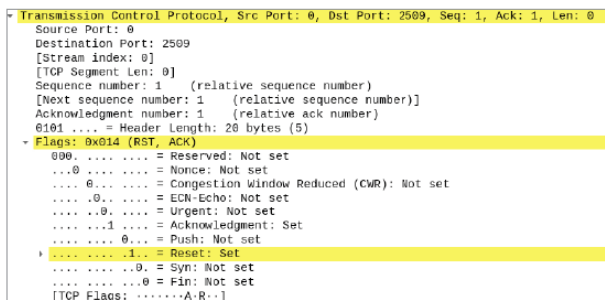 Transmission Control Protocol, Src Port: 0, Dst Port: 2509, Seq: 1, Ack: 1, Len: 0
Source Port: 0
Destination Port: 2509
[Stream index: 0]
[TCP Segment Len: 0]
Sequence number: 1 (relative sequence number)
[Next sequence number: 1 (relative sequence number)]
Acknowledgment number: 1 (relative ack number)
0101 .... = Header Length: 20 bytes (5)
Flags: 0x014 (RST, ACK)
000. .... .... = Reserved: Not set
...0 .... .... = Nonce: Not set
.... 0... .... = Congestion Window Reduced (CWR): Not set
.... .0.. .... = ECN-Echo: Not set
.... ..0. .... = Urgent: Not set
.... ...1 .... = Acknowledgment: Set
.... .... 0... = Push: Not set
.... .... .1.. = Reset: Set
.... .... ..0. = Syn: Not set
.... .... ...0 = Fin: Not set
[TCP Flags: ·······A·R··]